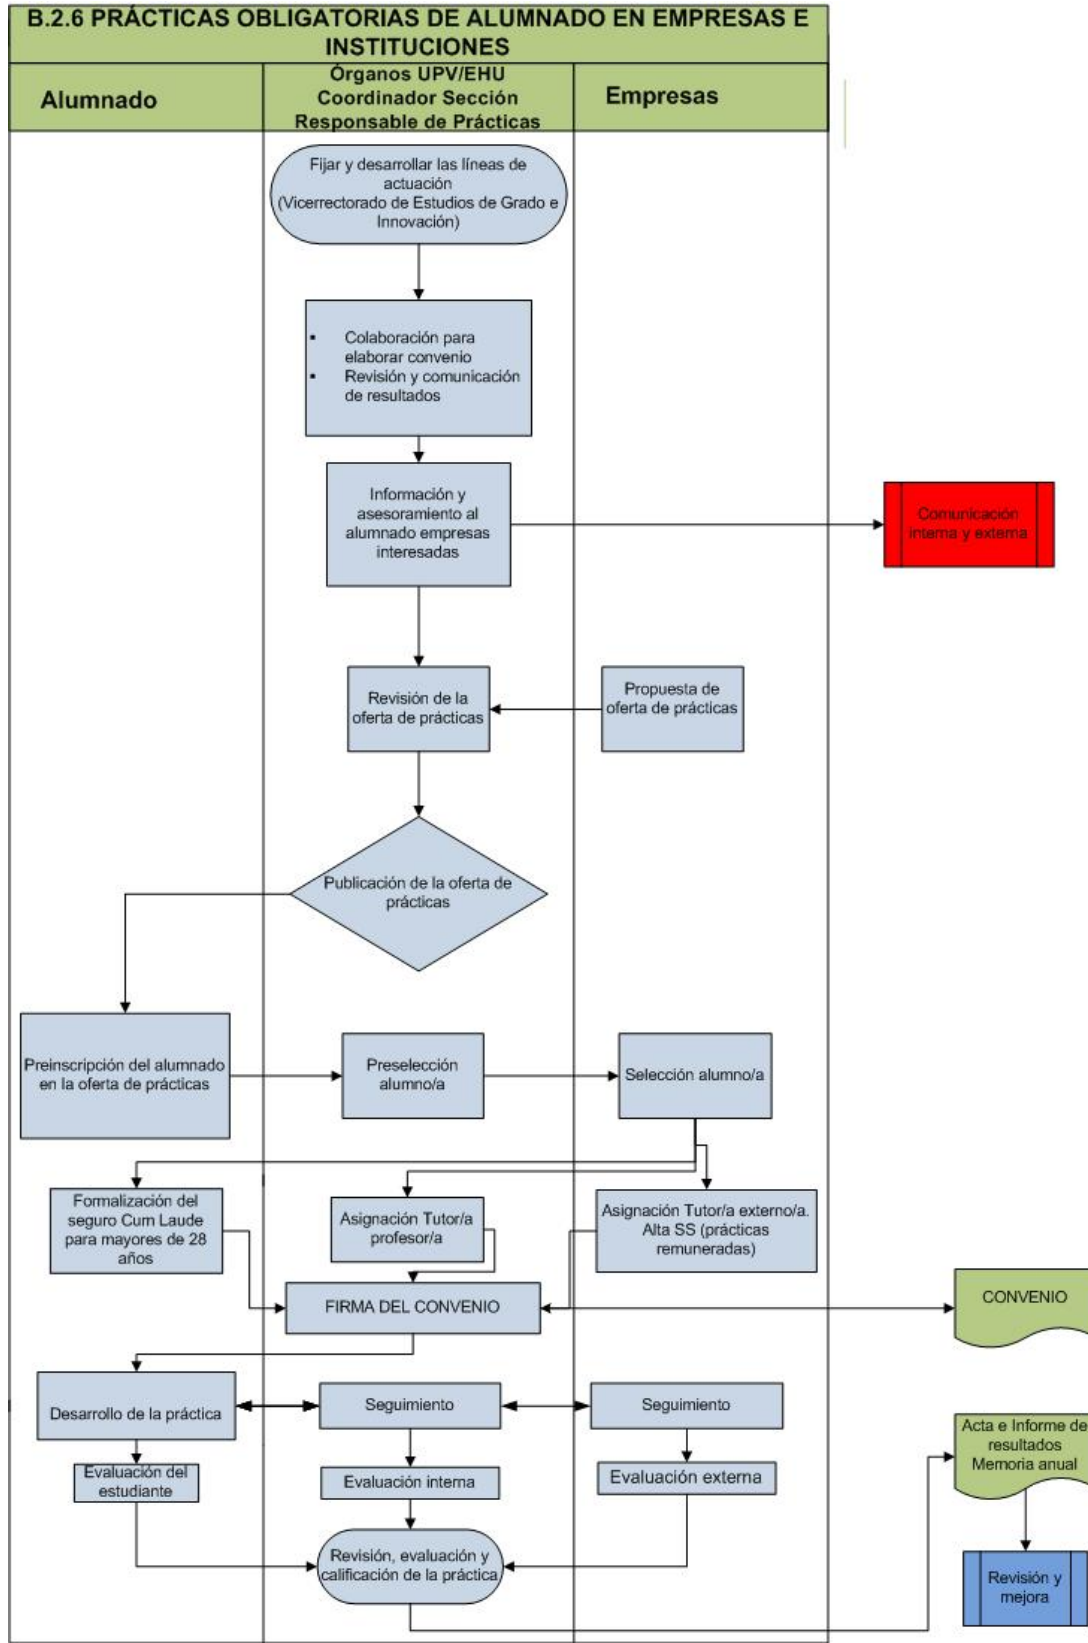 B.2.6 PRÁCTICAS OBLIGATORIAS DE ALUMNADO EN EMPRESAS E
INSTITUCIONES
Alumnado
Órganos UPV/EHU
Coordinador Sección
Responsable de Prácticas
Empresas
Fijar y desarrollar las líneas de
actuación
(Vicerrectorado de Estudios de Grado e
Innovación)
▪ Colaboración para
elaborar convenio
▪ Revisión y comunicación
de resultados
Información y
asesoramiento al
alumnado empresas
interesadas
Comunicación
interna y externa
Revisión de la
oferta de prácticas
Propuesta de
oferta de prácticas
Publicación de la oferta de
prácticas
Preinscripción del alumnado
en la oferta de prácticas
Preselección
alumno/a
Selección alumno/a
Formalización del
seguro Cum Laude
para mayores de 28
años
Asignación Tutor/a
profesor/a
Asignación Tutor/a externo/a.
Alta SS (prácticas
remuneradas)
FIRMA DEL CONVENIO
CONVENIO
Desarrollo de la práctica
Seguimiento
Seguimiento
Acta e Informe de
resultados
Memoria anual
Evaluación del
estudiante
Evaluación interna
Evaluación externa
Revisión, evaluación y
calificación de la práctica
Revisión y
mejora